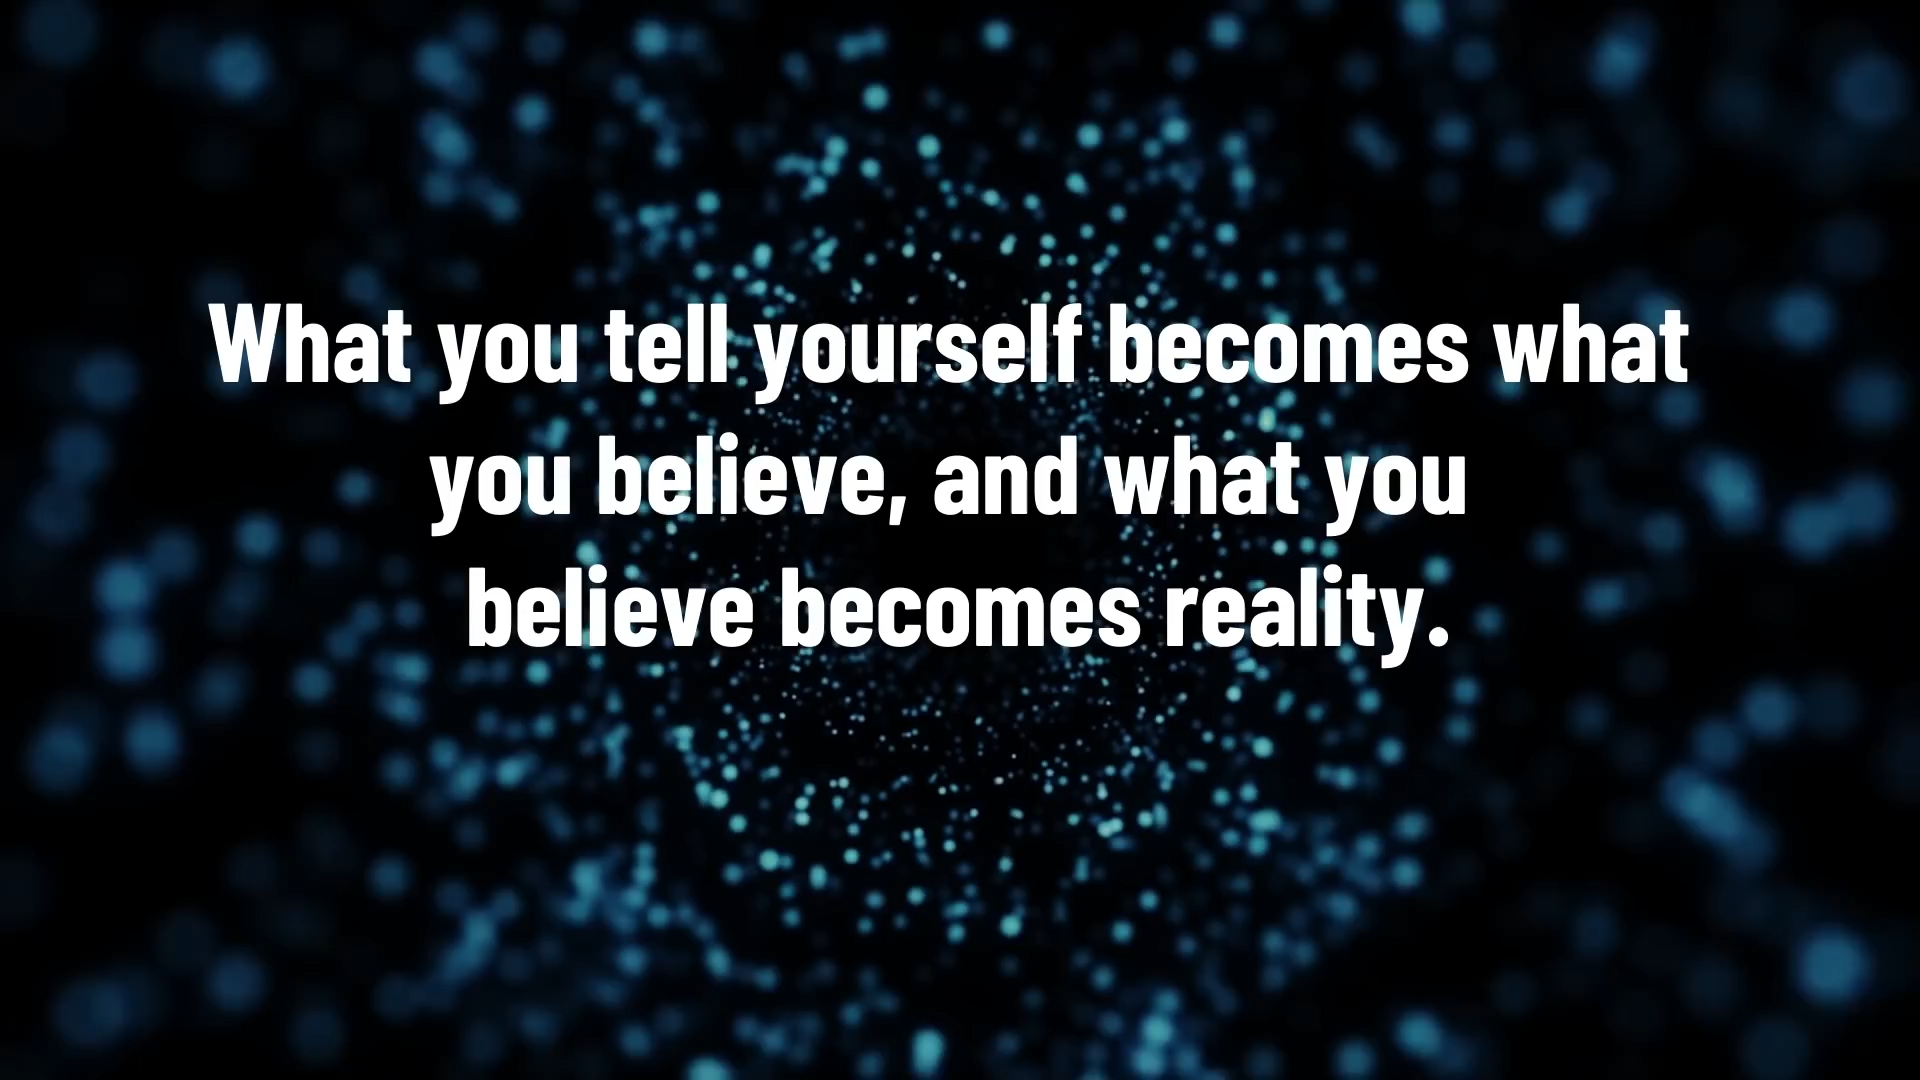 What you tell yourself becomes what
you believe, and what you
believe becomes reality.